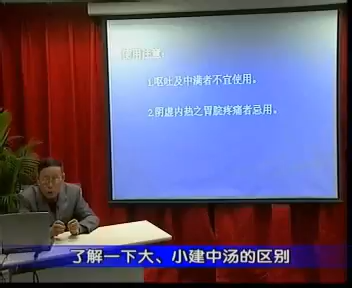 使用注意:
1.呕吐及中满者不宜使用。
2.阴虚内热之胃脘疼痛者忌用。
了解一下大、小建中汤的区别